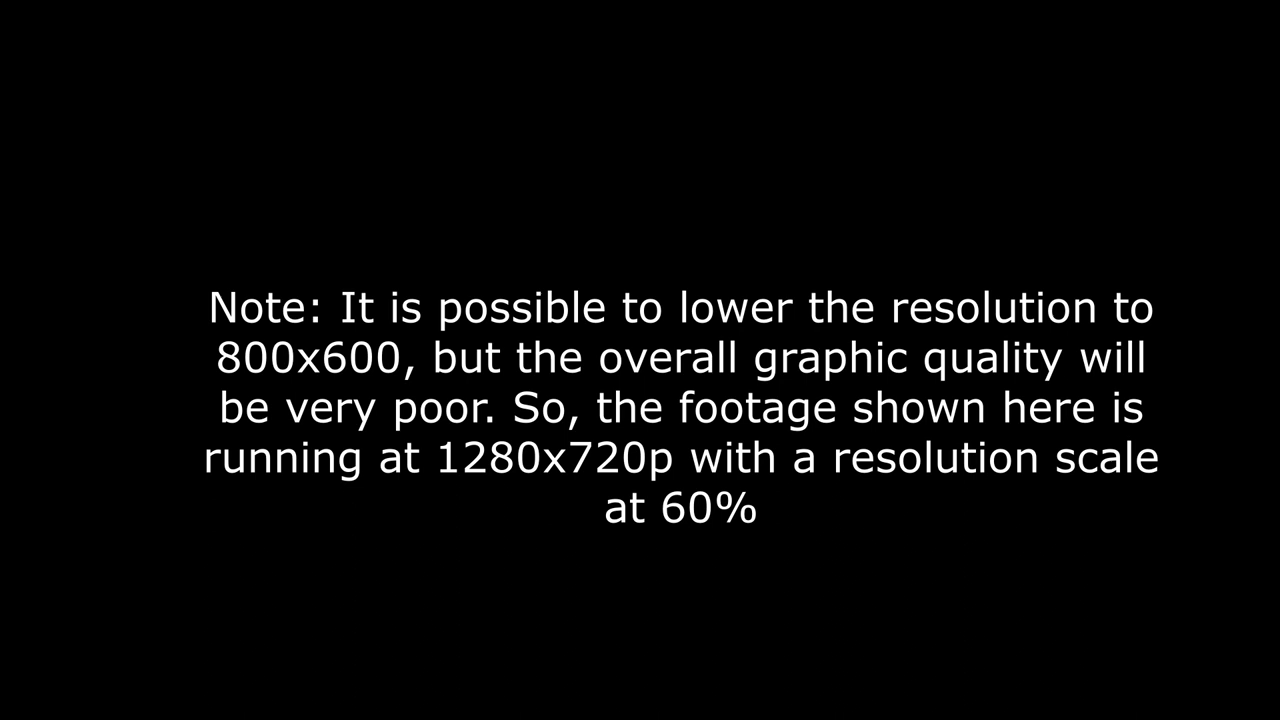 Note: It is possible to lower the resolution to
800x600, but the overall graphic quality will
be very poor. So, the footage shown here is
running at 1280x720p with a resolution scale
at 60%